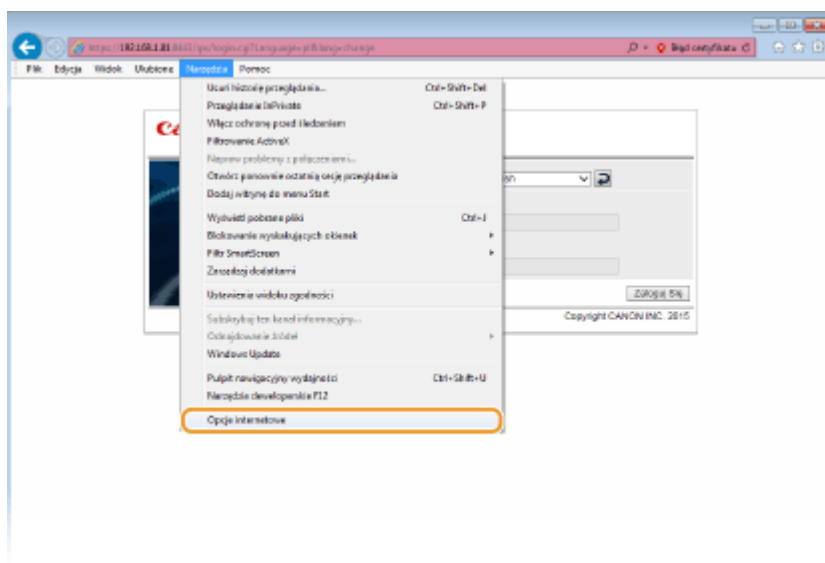 Błąd certyfikatu
Plik Edycja Widok Ulubione Narzędzia Pomoc
Usuń historię przeglądania... Ctrl+Shift+Del
Przeglądanie InPrivate Ctrl+Shift+P
Włącz ochronę przed śledzeniem
Filtrowanie ActiveX
Napraw problemy z połączeniami...
Otwórz ponownie ostatnią sesję przeglądania
Dodaj witrynę do menu Start
Wyświetl pobrane pliki Ctrl+J
Blokowanie wyskakujących okienek
Filtr SmartScreen
Zarządzaj dodatkami
Ustawienia widoku zgodności
Zaloguj Się
Copyright CANON INC. 2015
Subskrybuj ten kanał informacyjny...
Odnajdowanie źródeł
Windows Update
Pulpit nawigacyjny wydajności Ctrl+Shift+U
Narzędzia deweloperskie F12
Opcje internetowe